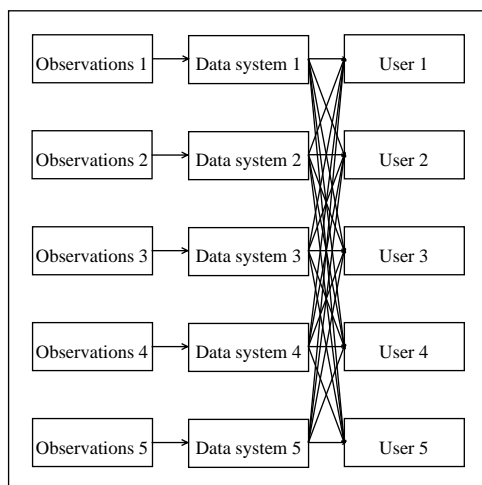 Observations 1
Data system 1
User 1
Observations 2
Data system 2
User 2
Observations 3
Data system 3
User 3
Observations 4
Data system 4
User 4
Observations 5
Data system 5
User 5